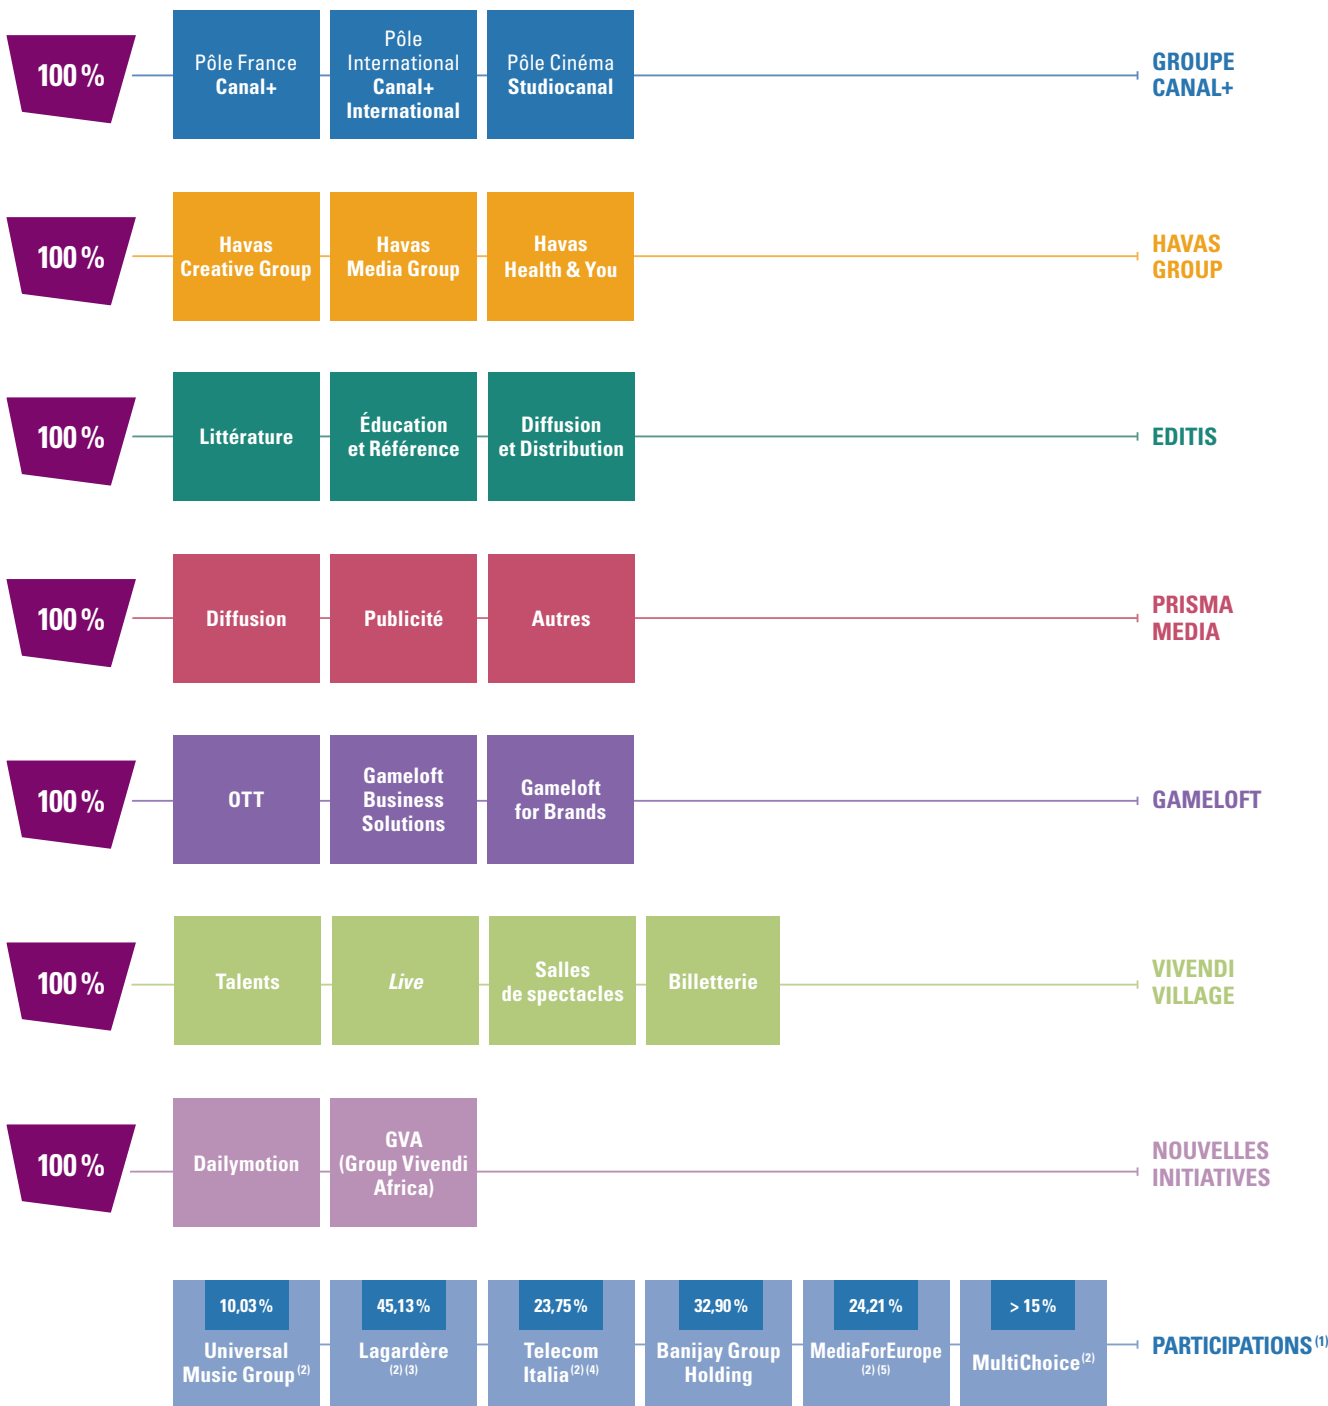 100 %
Pôle France
Canal+
Pôle
International
Canal+
International
Pôle Cinéma
Studiocanal
GROUPE
CANAL+
100 %
Havas
Creative Group
Havas
Media Group
Havas
Health & You
HAVAS
GROUP
100 %
Littérature
Éducation
et Référence
Diffusion
et Distribution
EDITIS
100 %
Diffusion
Publicité
Autres
PRISMA
MEDIA
100 %
OTT
Gameloft
Business
Solutions
Gameloft
for Brands
GAMELOFT
100 %
Talents
Live
Salles
de spectacles
Billetterie
VIVENDI
VILLAGE
100 %
Dailymotion
GVA
(Group Vivendi
Africa)
NOUVELLES
INITIATIVES
10,03 %
Universal
Music Group (2)
45,13 %
Lagardère
(2) (3)
23,75 %
Telecom
Italia (2) (4)
32,90 %
Banijay Group
Holding
24,21 %
MediaForEurope
(2) (5)
> 15 %
MultiChoice (2)
PARTICIPATIONS (1)